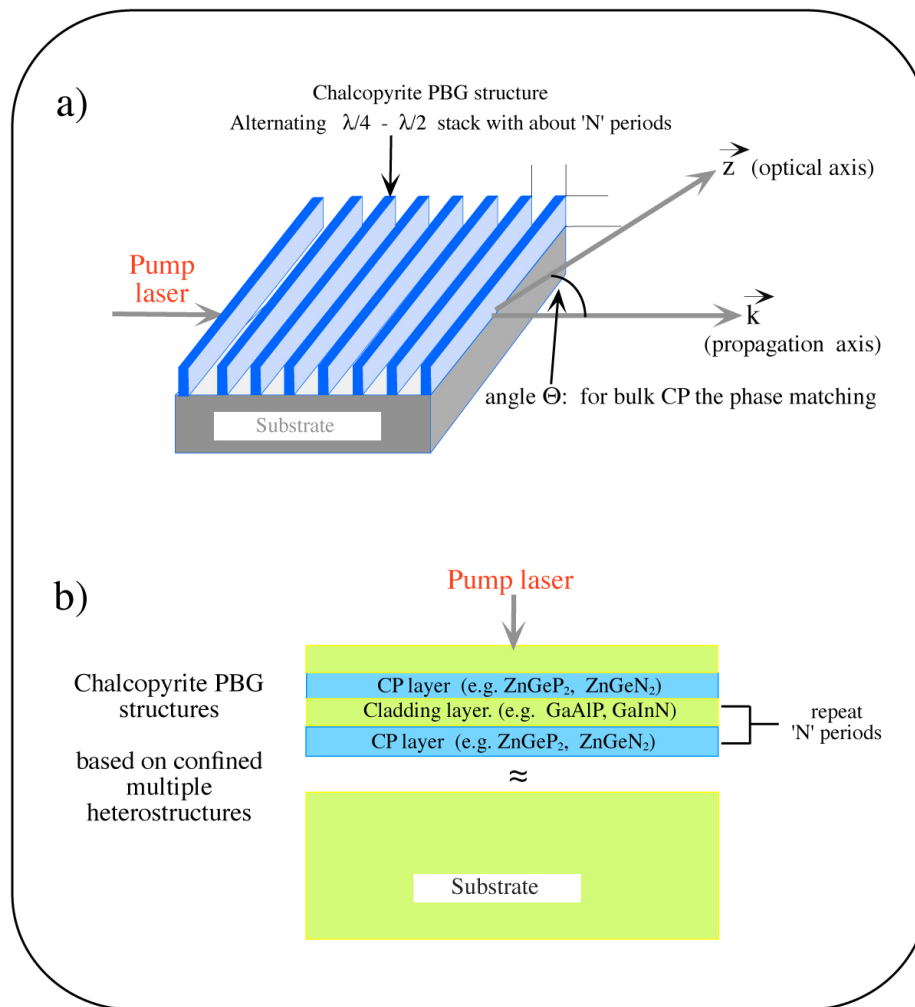 a)
Chalcopyrite PBG structure
Alternating λ/4 - λ/2 stack with about 'N' periods
z (optical axis)
Pump
laser
k
(propagation axis)
angle Θ: for bulk CP the phase matching
Substrate
b)
Pump laser
Chalcopyrite PBG
structures
based on confined
multiple
heterostructures
CP layer (e.g. ZnGeP₂, ZnGeN₂)
Cladding layer. (e.g. GaAlP, GaInN)
CP layer (e.g. ZnGeP₂, ZnGeN₂)
≈
repeat
'N' periods
Substrate